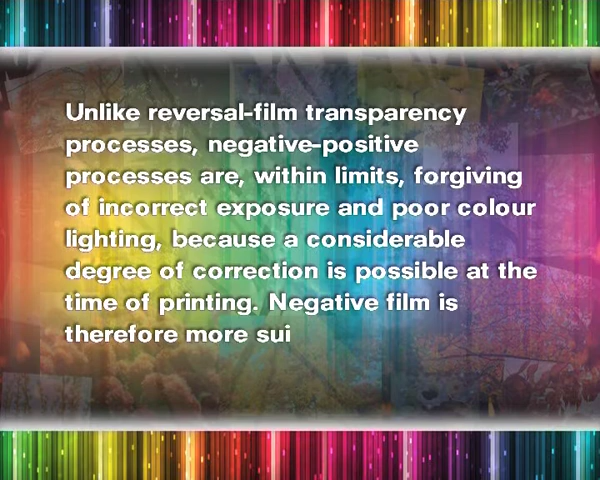 Unlike reversal-film transparency
processes, negative-positive
processes are, within limits, forgiving
of incorrect exposure and poor colour
lighting, because a considerable
degree of correction is possible at the
time of printing. Negative film is
therefore more sui